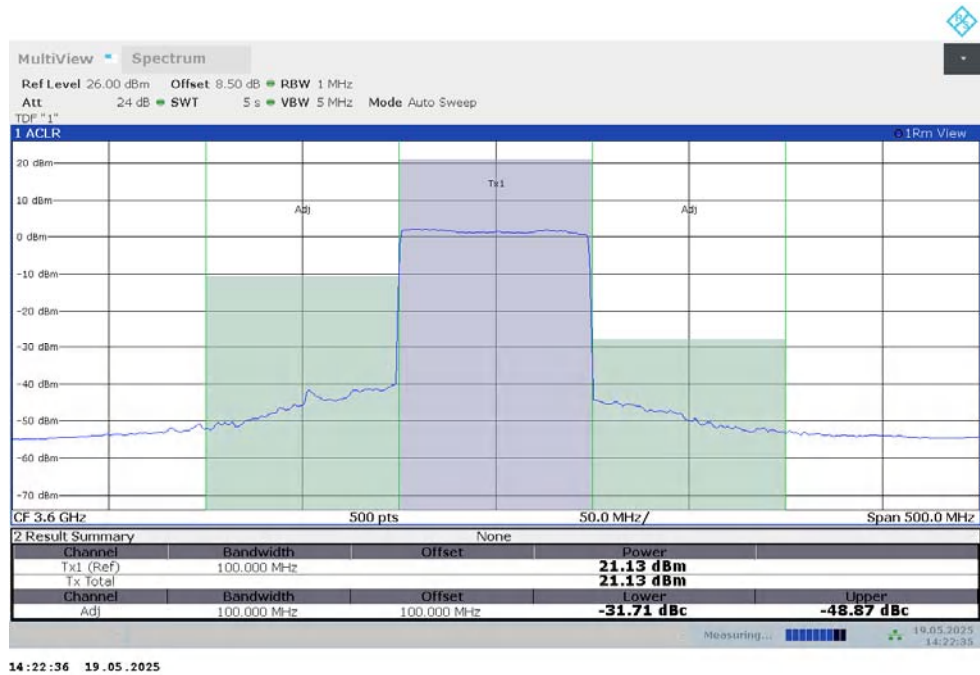 R S
MultiView Spectrum
Ref Level 26.00 dBm Offset 8.50 dB RBW 1 MHz
Att 24 dB SWT 5 s VBW 5 MHz Mode Auto Sweep
TDF "1"
1 ACLR 1Rm View
20 dBm
Tx1
10 dBm
Adj Adj
0 dBm
-10 dBm
-20 dBm
-30 dBm
-40 dBm
-50 dBm
-60 dBm
-70 dBm
CF 3.6 GHz 500 pts 50.0 MHz/ Span 500.0 MHz
2 Result Summary None
Channel Bandwidth Offset Power
Tx1 (Ref) 100.000 MHz 21.13 dBm
Tx Total 21.13 dBm
Channel Bandwidth Offset Lower Upper
Adj 100.000 MHz 100.000 MHz -31.71 dBc -48.87 dBc
Measuring... 19.05.2025
14:22:35
14:22:36 19.05.2025